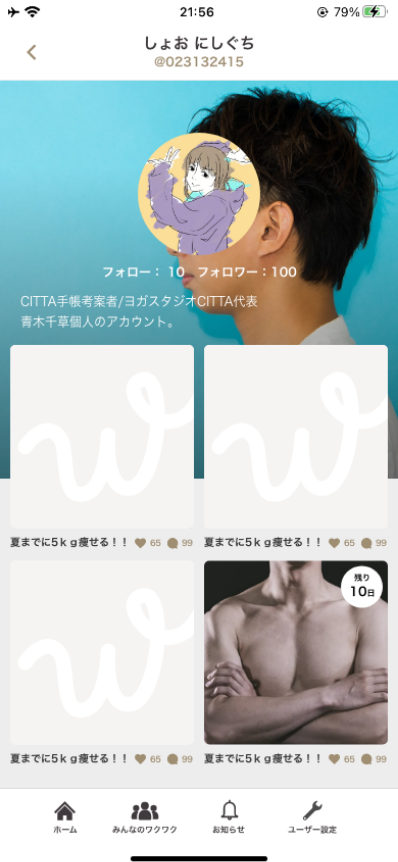 21:56
79%
しょお にしぐち
@023132415
フォロー： 10 フォロワー：100
CITTA手帳考案者/ヨガスタジオCITTA代表
青木千草個人のアカウント。
w w
夏までに5ｋｇ痩せる！！ 65 99 夏までに5ｋｇ痩せる！！ 65 99
w
残り
10日
夏までに5ｋｇ痩せる！！ 65 99 夏までに5ｋｇ痩せる！！ 65 99
ホーム みんなのワクワク お知らせ ユーザー設定